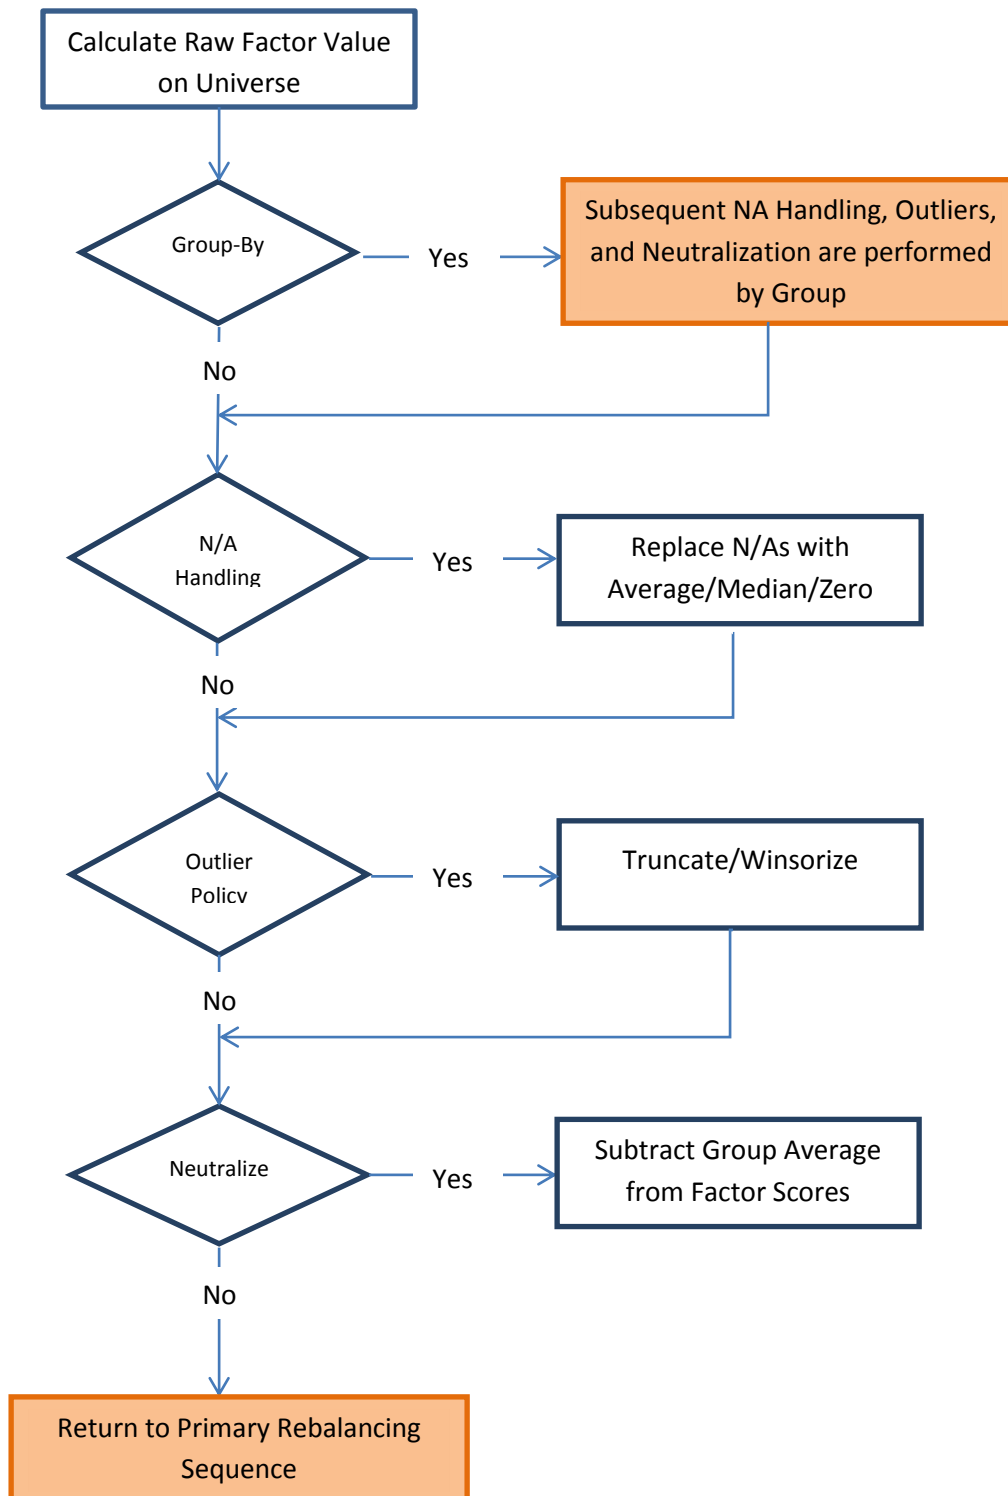 Calculate Raw Factor Value
on Universe
Group-By
Yes
Subsequent NA Handling, Outliers,
and Neutralization are performed
by Group
No
N/A
Handling
Yes
Replace N/As with
Average/Median/Zero
No
Outlier
Policy
Yes
Truncate/Winsorize
No
Neutralize
Yes
Subtract Group Average
from Factor Scores
No
Return to Primary Rebalancing
Sequence